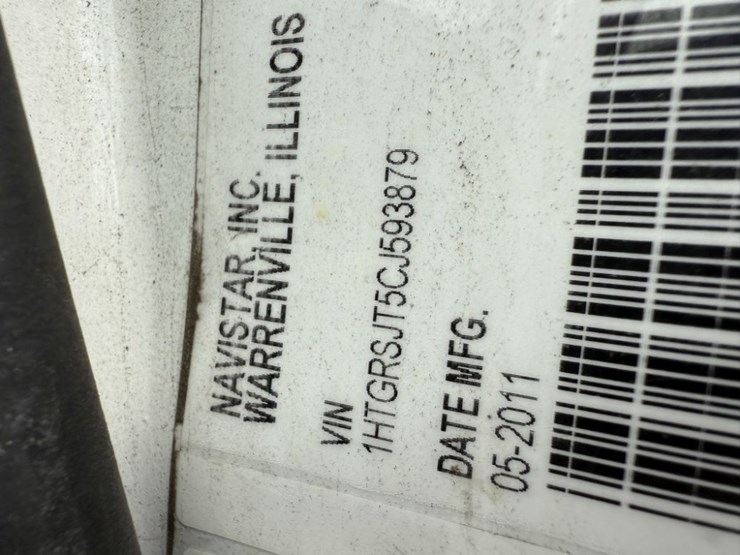 NAVISTAR, INC.
WARRENVILLE, ILLINOIS
VIN
1HTGRSJT5CJ593879
DATE MFG.
05-2011